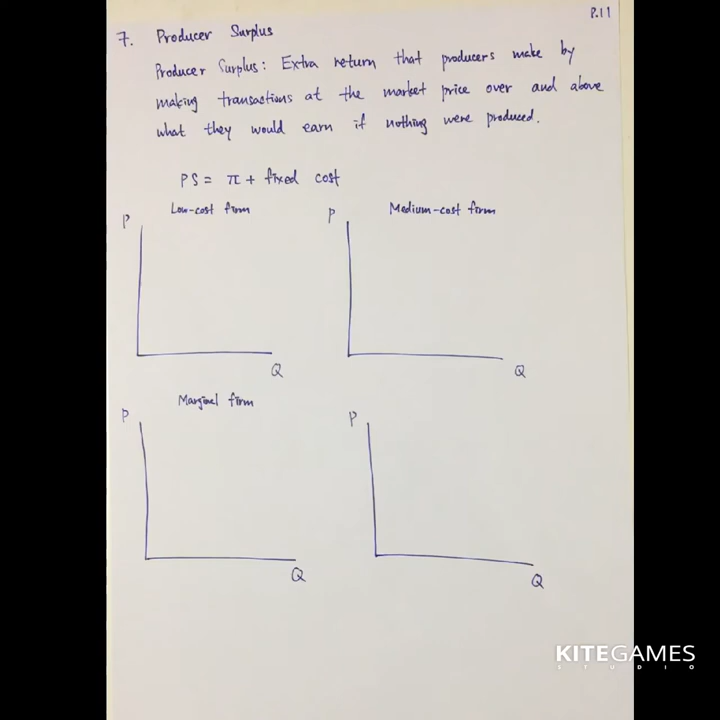 P.11
7. Producer Surplus
Producer Surplus: Extra return that producers make by
making transactions at the market price over and above
what they would earn if nothing were produced.
PS = π + fixed cost
Low-cost firm
Medium-cost firm
P
P
Q
Q
Marginal firm
P
P
Q
Q
KITEGAMES
STUDIO